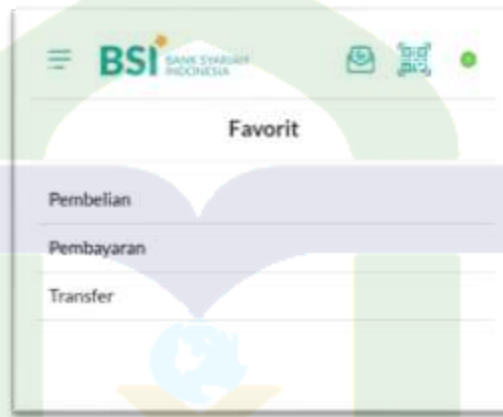 BSI BANK SYARIAH
INDONESIA
Favorit
Pembelian
Pembayaran
Transfer